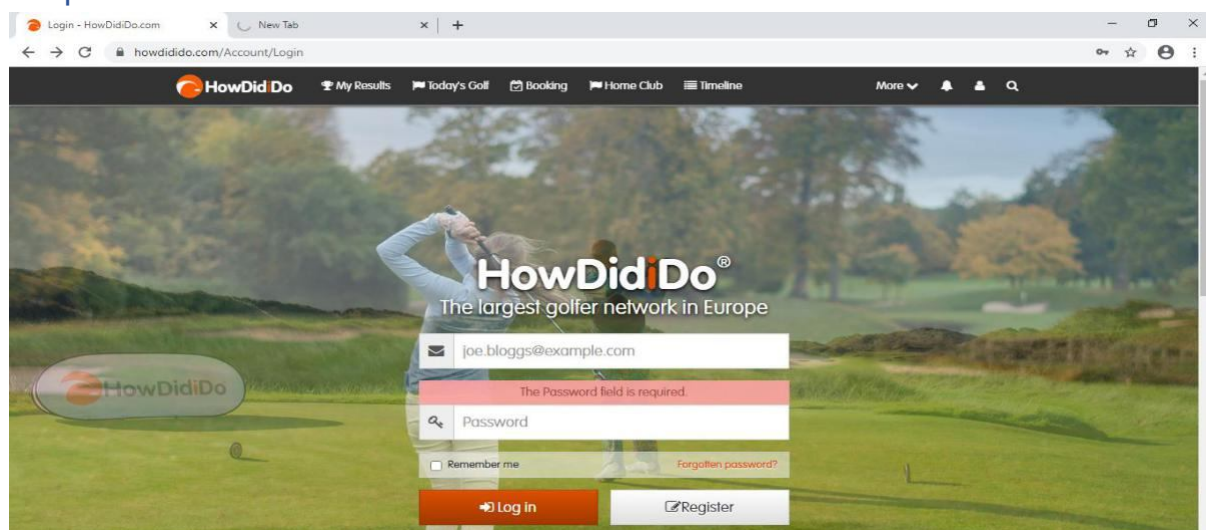 Login - HowDidiDo.com
New Tab
howdidido.com/Account/Login
HowDidiDo My Results Today's Golf Booking Home Club Timeline More
HowDidiDo®
The largest golfer network in Europe
joe.bloggs@example.com
The Password field is required.
HowDidiDo
Password
Remember me Forgotten password?
Log in Register